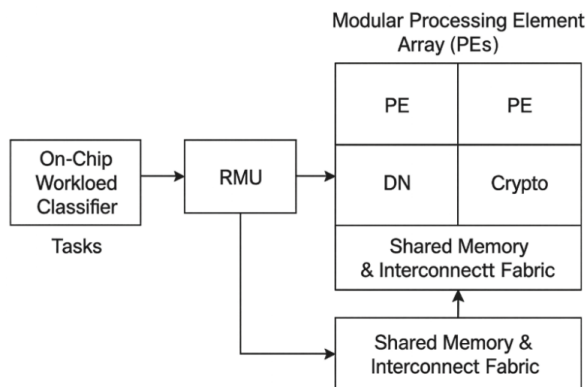 Modular Processing Element
Array (PEs)
PE
PE
On-Chip
Workloed
Classifier
RMU
DN
Crypto
Tasks
Shared Memory
& Interconnectt Fabric
Shared Memory &
Interconnect Fabric